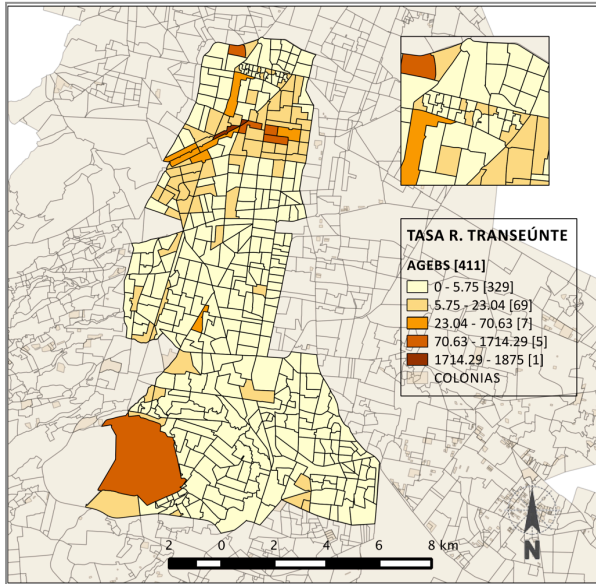 TASA R. TRANSEÚNTE
AGEBS [411]
0 - 5.75 [329]
5.75 - 23.04 [69]
23.04 - 70.63 [7]
70.63 - 1714.29 [5]
1714.29 - 1875 [1]
COLONIAS
N
2 0 2 4 6 8 km